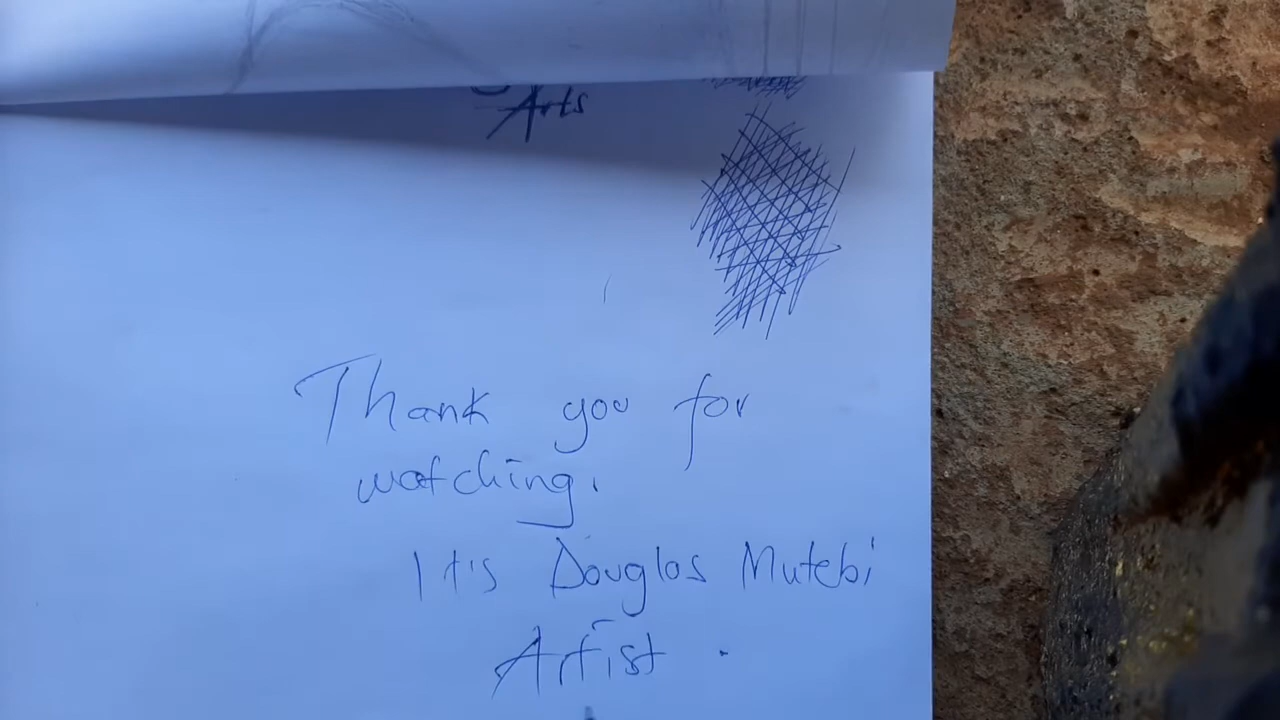 Arts
Thank you for
watching.
It's Douglas Mutebi
Artist .